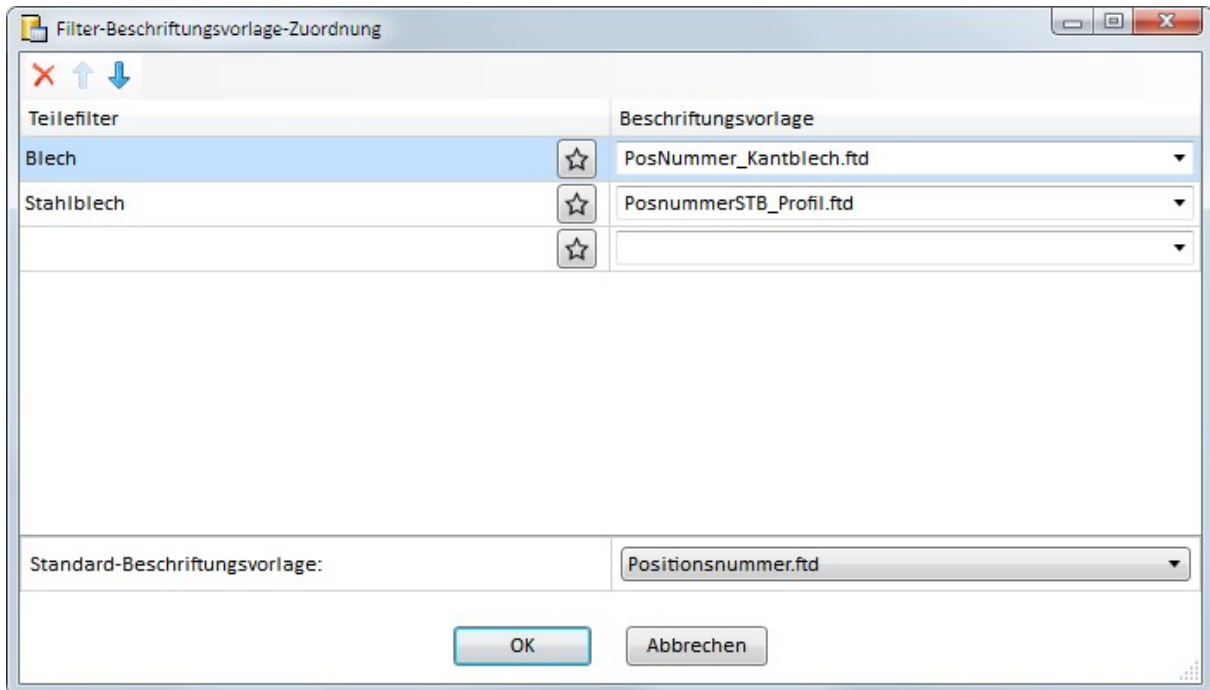 Filter-Beschriftungsvorlage-Zuordnung
Teilefilter Beschriftungsvorlage
Blech PosNummer_Kantblech.ftd
Stahlblech PosnummerSTB_Profil.ftd
Standard-Beschriftungsvorlage: Positionsnummer.ftd
OK Abbrechen